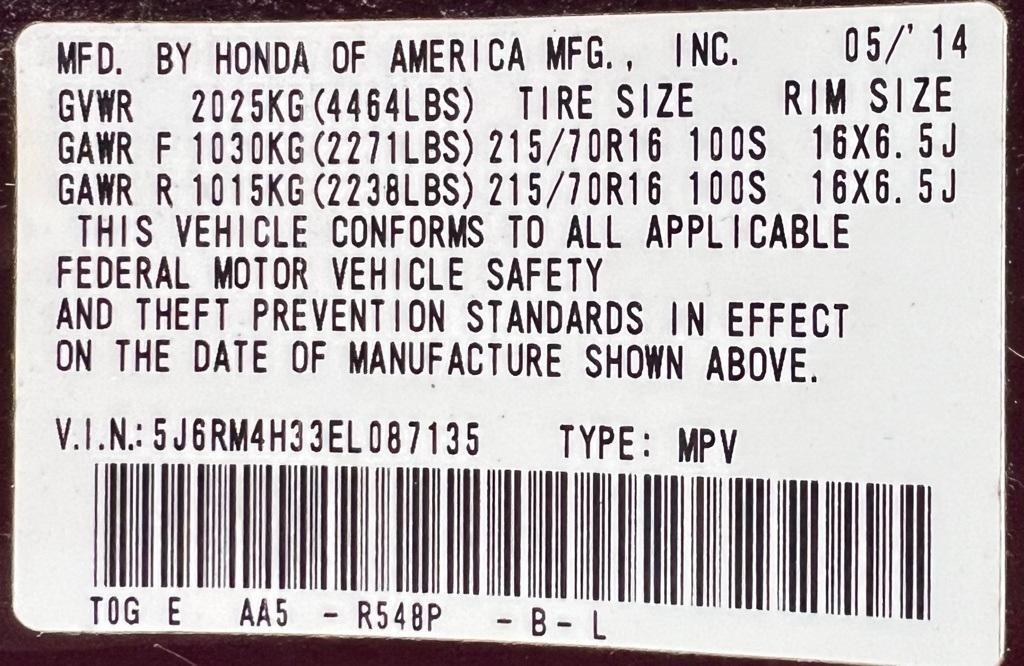 MFD. BY HONDA OF AMERICA MFG., INC. 05/'14
GVWR 2025KG(4464LBS) TIRE SIZE RIM SIZE
GAWR F 1030KG(2271LBS) 215/70R16 100S 16X6.5J
GAWR R 1015KG(2238LBS) 215/70R16 100S 16X6.5J
THIS VEHICLE CONFORMS TO ALL APPLICABLE
FEDERAL MOTOR VEHICLE SAFETY
AND THEFT PREVENTION STANDARDS IN EFFECT
ON THE DATE OF MANUFACTURE SHOWN ABOVE.
V.I.N.: 5J6RM4H33EL087135 TYPE: MPV
T0G E AA5 - R548P - B - L